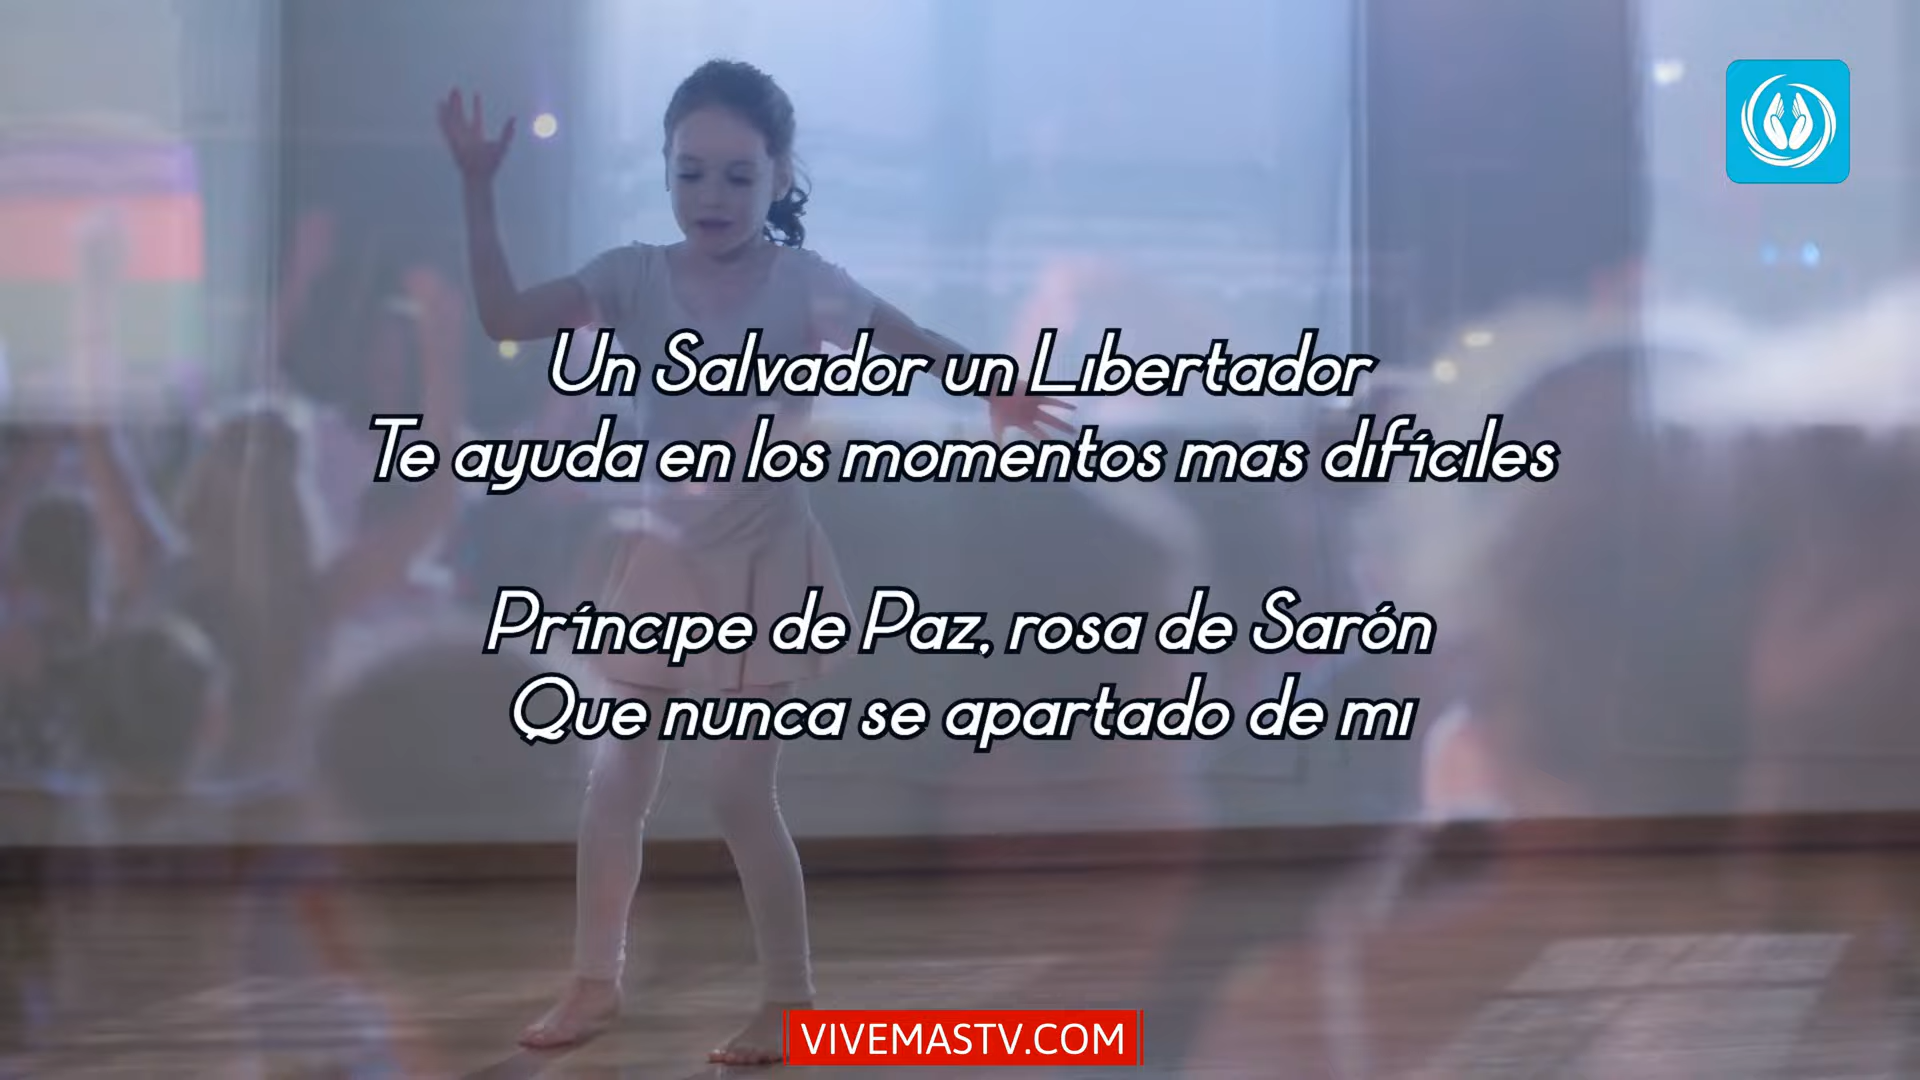 Un Salvador un Libertador
Te ayuda en los momentos mas difíciles
Príncipe de Paz, rosa de Sarón
Que nunca se apartado de mi
VIVEMASTV.COM